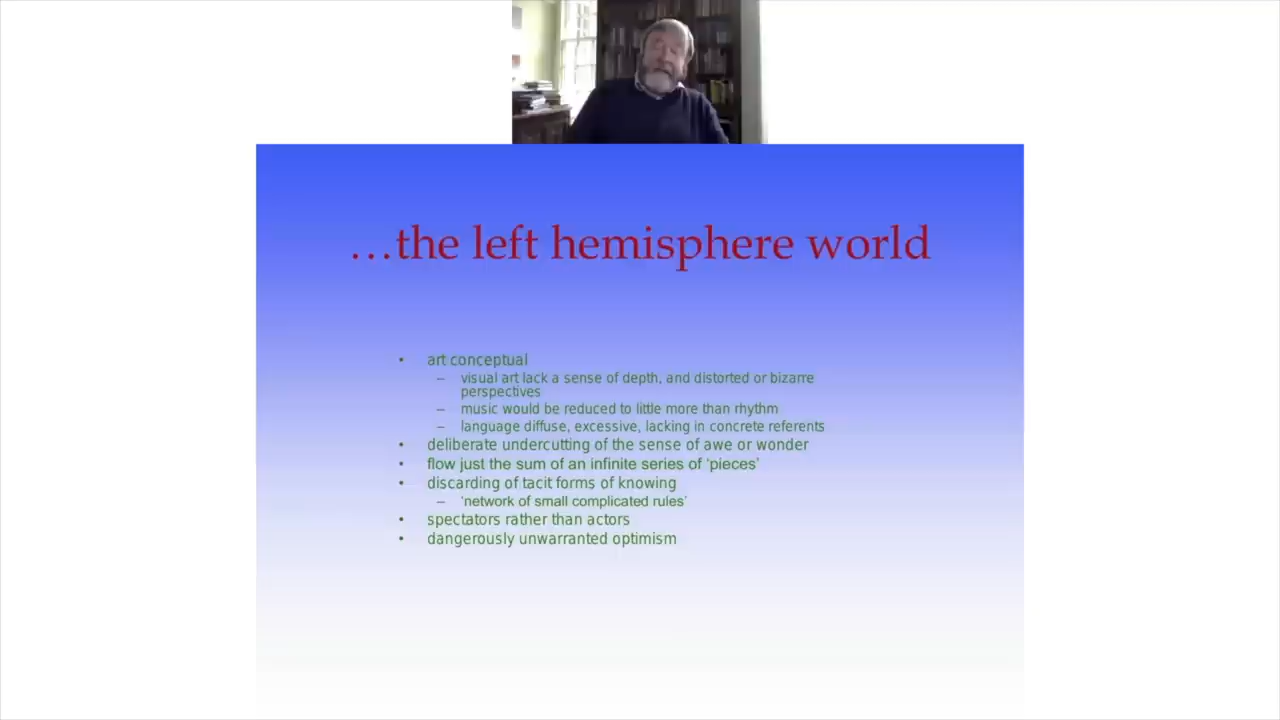 …the left hemisphere world
• art conceptual
– visual art lack a sense of depth, and distorted or bizarre
perspectives
– music would be reduced to little more than rhythm
– language diffuse, excessive, lacking in concrete referents
• deliberate undercutting of the sense of awe or wonder
• flow just the sum of an infinite series of ‘pieces’
• discarding of tacit forms of knowing
– ‘network of small complicated rules’
• spectators rather than actors
• dangerously unwarranted optimism